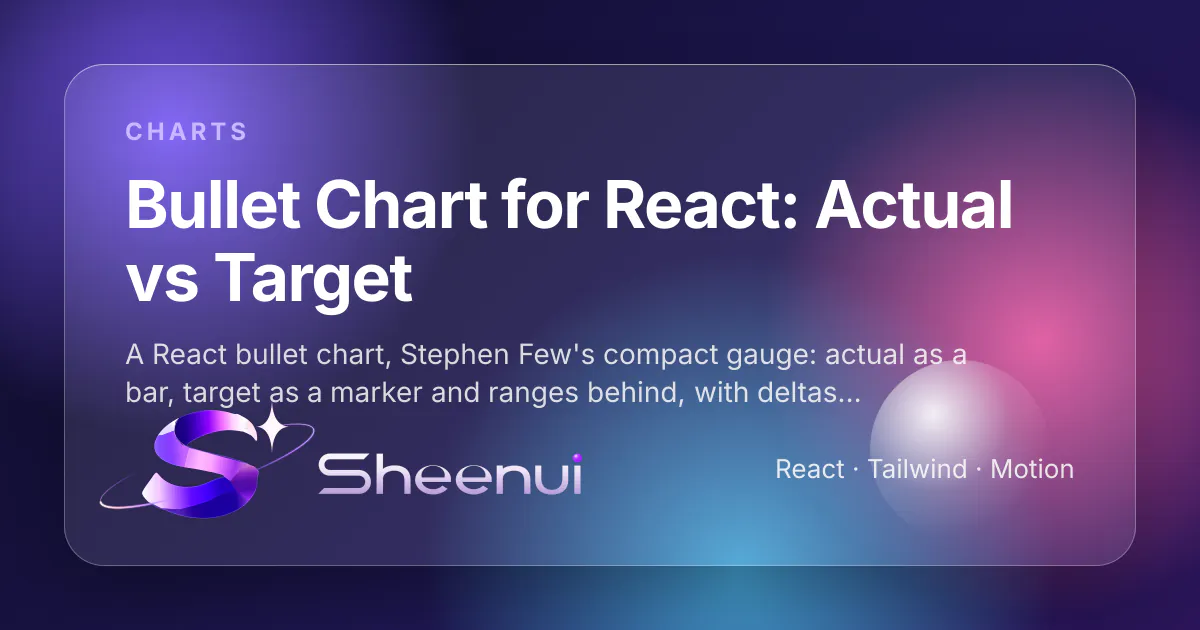 CHARTS
Bullet Chart for React: Actual
vs Target
A React bullet chart, Stephen Few's compact gauge: actual as a
bar, target as a marker and ranges behind, with deltas...
Sheenui
React · Tailwind · Motion